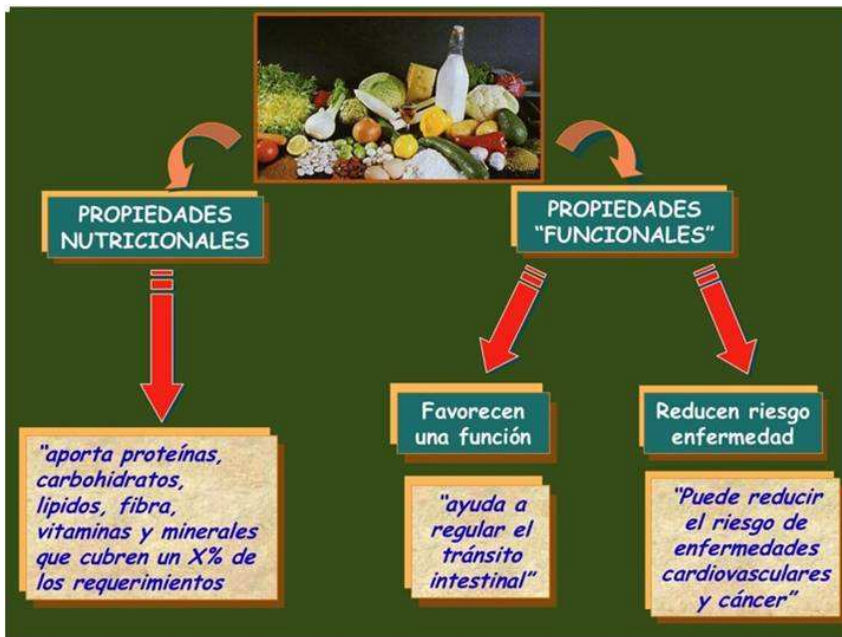 PROPIEDADES
NUTRICIONALES
PROPIEDADES
“FUNCIONALES”
Favorecen
una función
Reducen riesgo
enfermedad
“aporta proteínas,
carbohidratos,
lípidos, fibra,
vitaminas y minerales
que cubren un X% de
los requerimientos
“ayuda a
regular el
tránsito
intestinal”
“Puede reducir
el riesgo de
enfermedades
cardiovasculares
y cáncer”